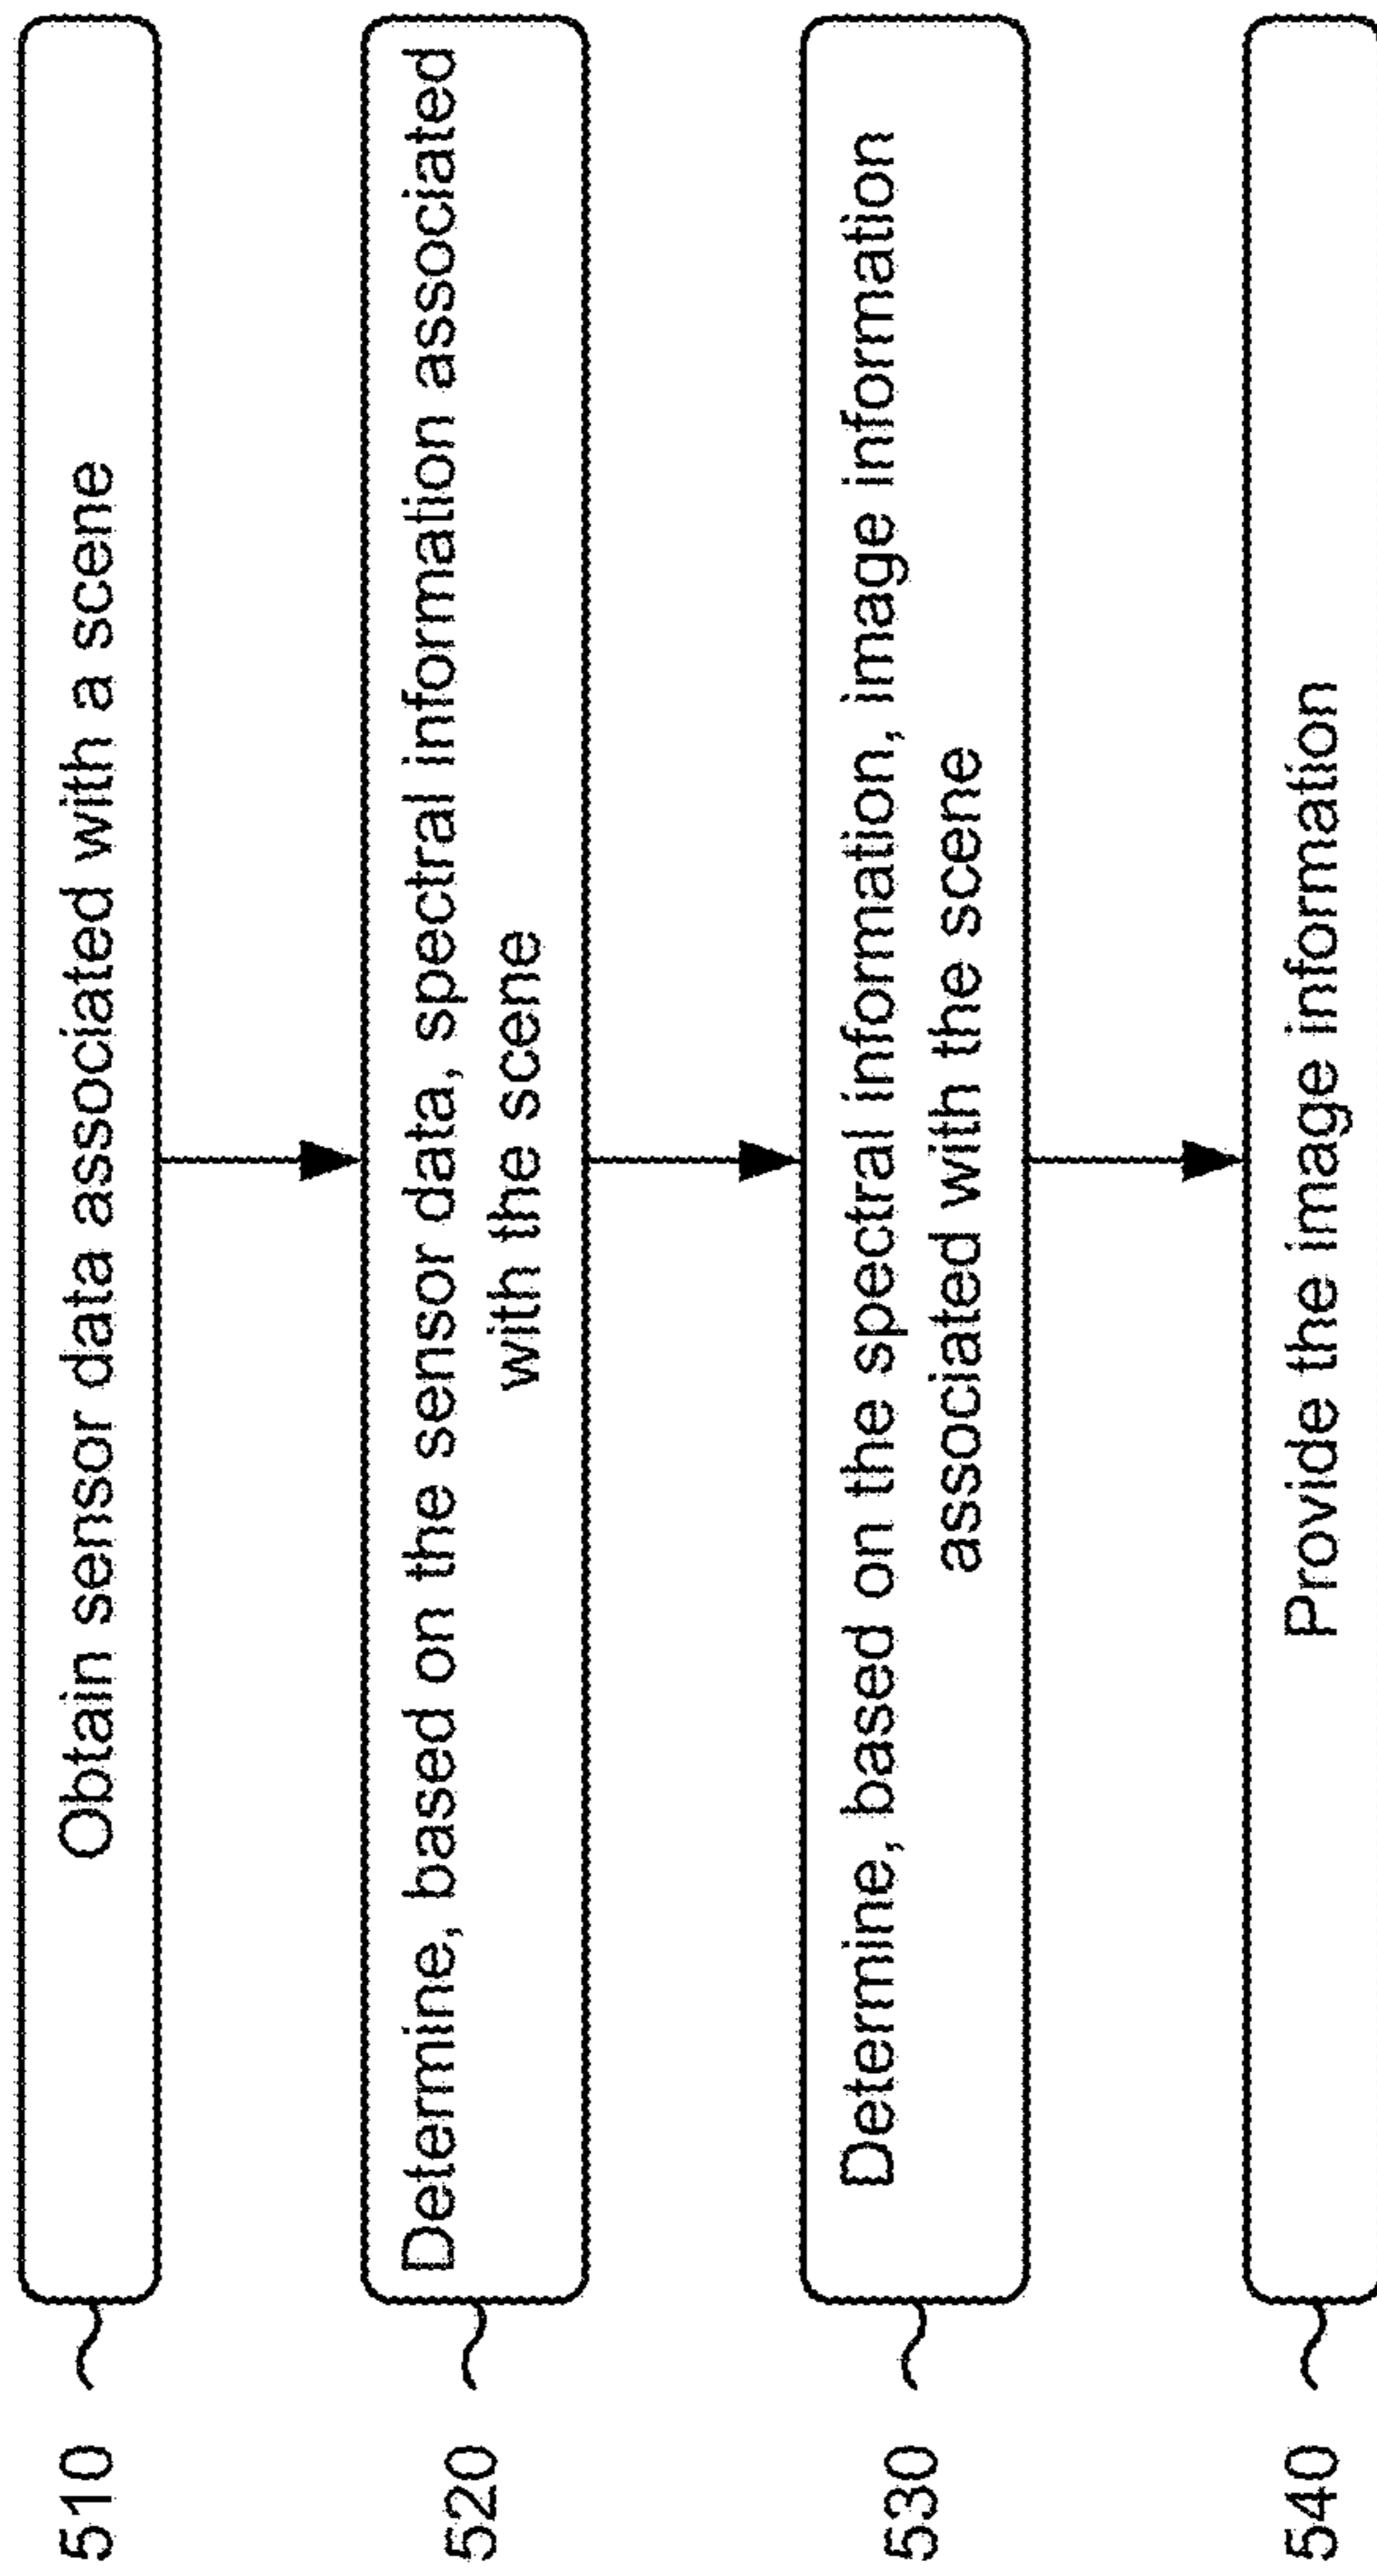 510
Obtain sensor data associated with a scene
520
Determine, based on the sensor data, spectral information associated
with the scene
530
Determine, based on the spectral information, image information
associated with the scene
540
Provide the image information